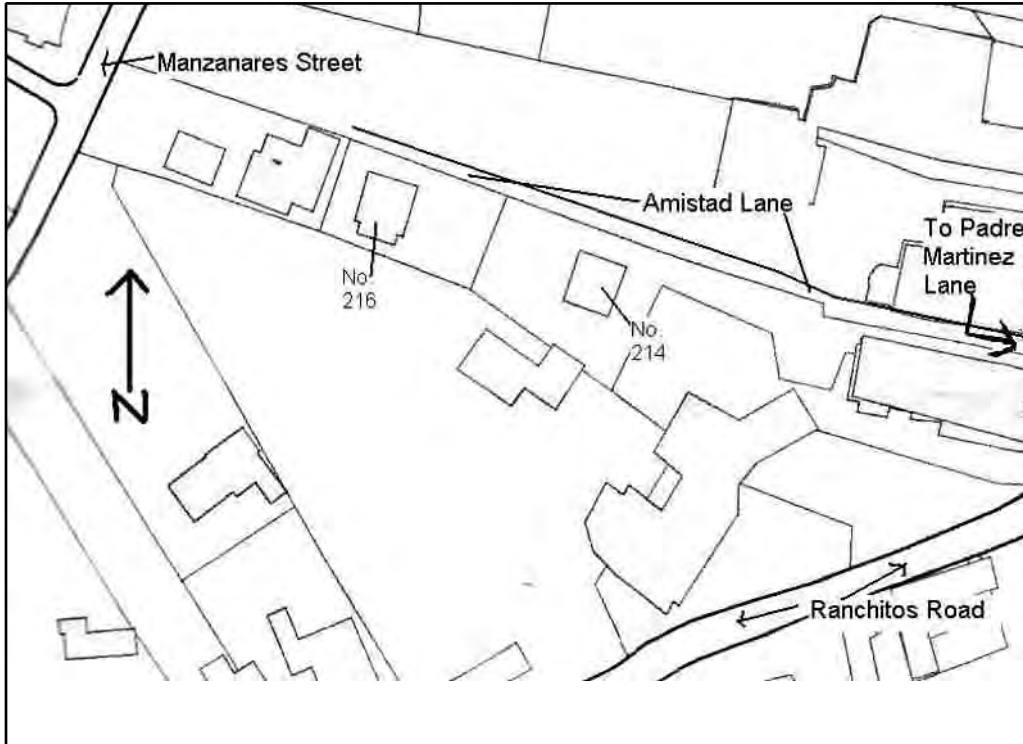 Manzanares Street
Amistad Lane
To Padre
Martinez
Lane
No
216
No.
214
N
Ranchitos Road